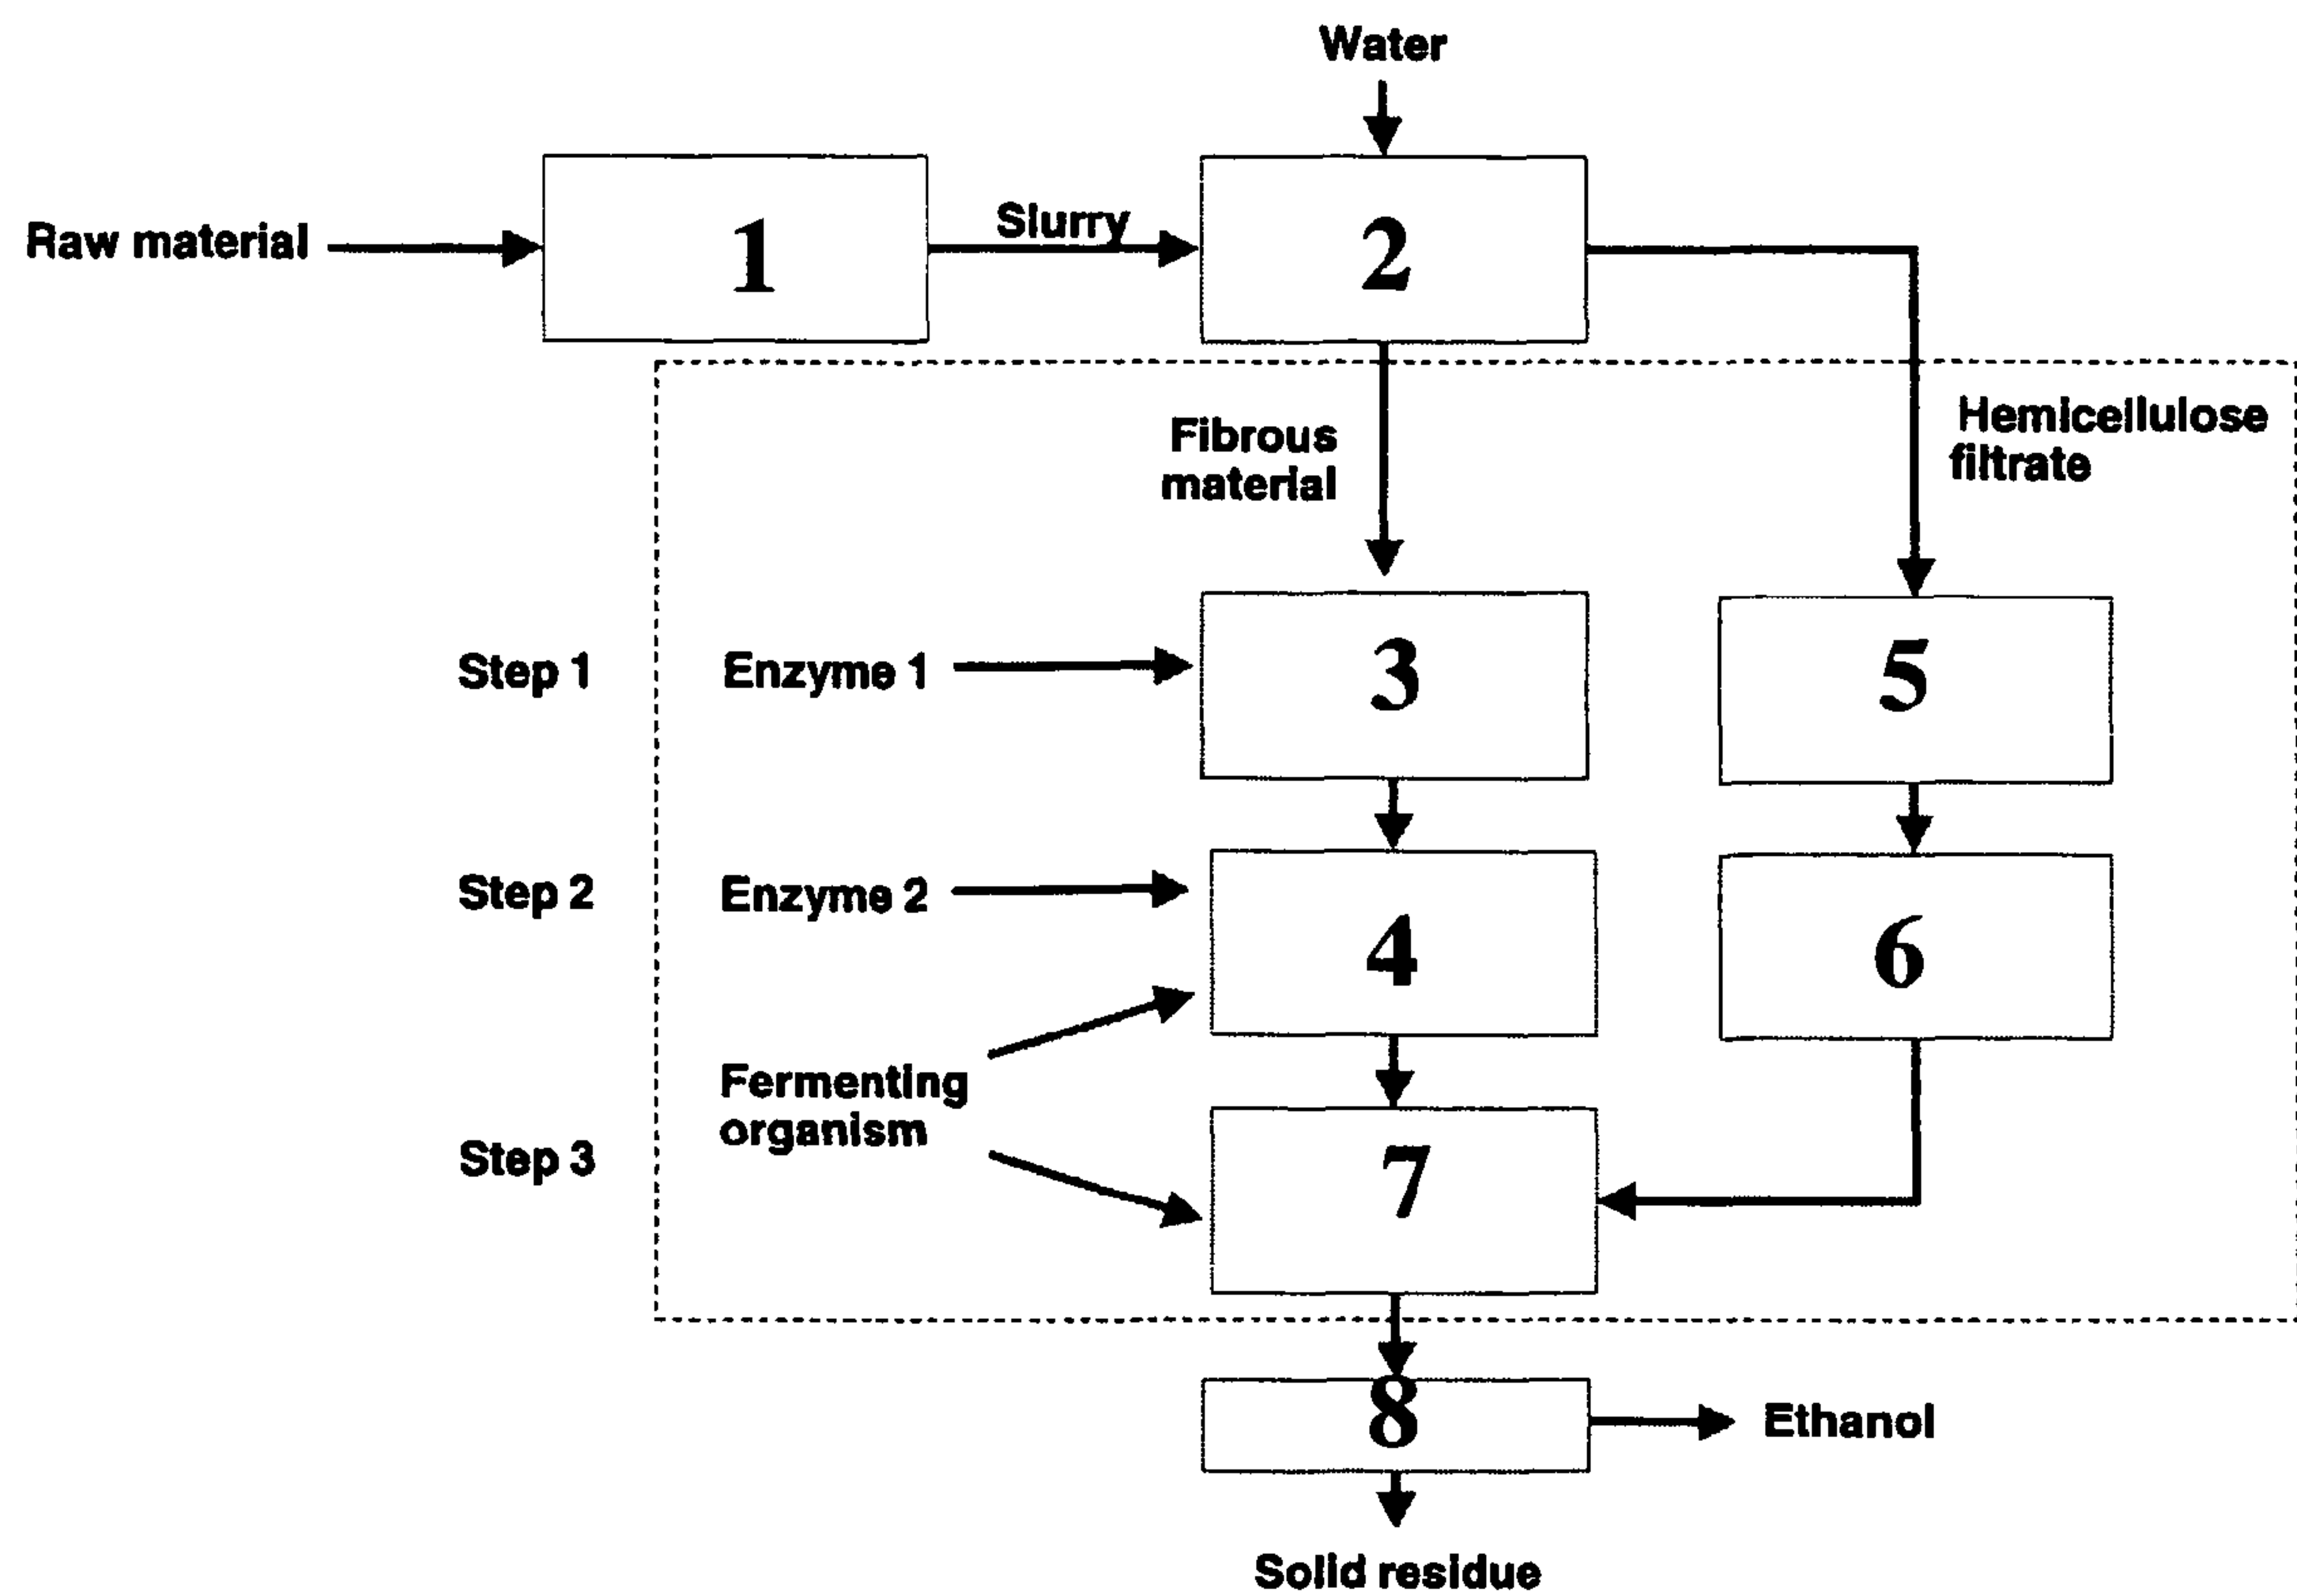 Water
Raw material
1
Slurry
2
Fibrous
material
Hemicellulose
filtrate
Step 1
Enzyme 1
3
5
Step 2
Enzyme 2
4
6
Fermenting
organism
Step 3
7
8
Ethanol
Solid residue